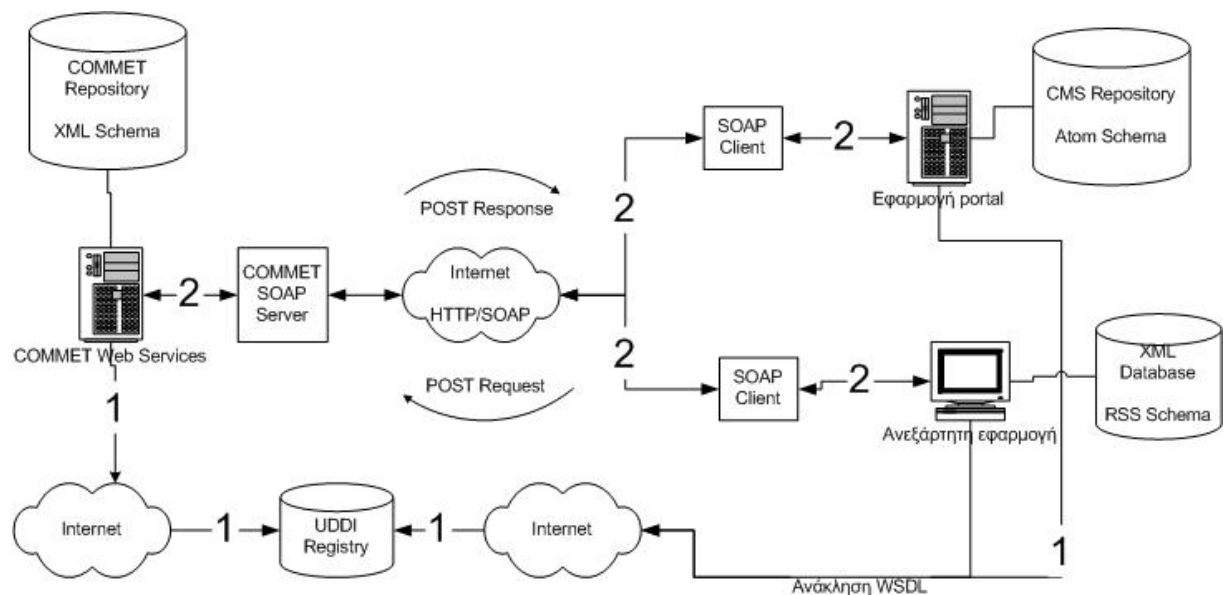 COMMET
Repository
XML Schema
CMS Repository
Atom Schema
SOAP
Client
2
Εφαρμογή portal
POST Response
2
COMMET
SOAP
Server
2
Internet
HTTP/SOAP
COMMET Web Services
2
POST Request
SOAP
Client
2
Ανεξάρτητη εφαρμογή
XML
Database
RSS Schema
1
Internet
1
UDDI
Registry
1
Internet
1
Ανάκληση WSDL